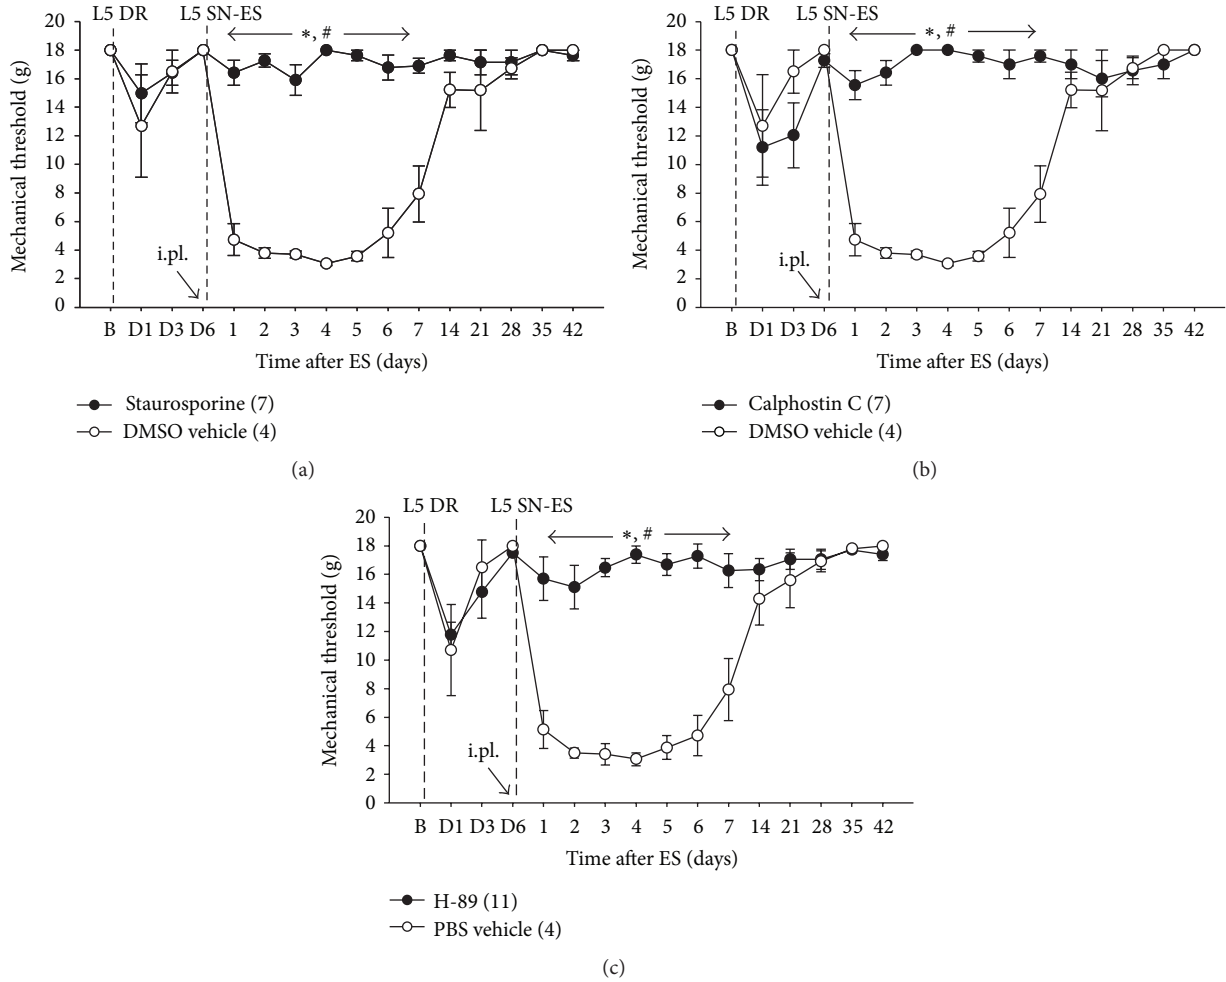 L5 DR L5 SN-ES
*, #
Mechanical threshold (g)
20
18
16
14
12
10
8
6
4
2
0
i.pl.
B D1 D3 D6 1 2 3 4 5 6 7 14 21 28 35 42
Time after ES (days)
Staurosporine (7)
DMSO vehicle (4)
(a)
L5 DR L5 SN-ES
*, #
Mechanical threshold (g)
20
18
16
14
12
10
8
6
4
2
0
i.pl.
B D1 D3 D6 1 2 3 4 5 6 7 14 21 28 35 42
Time after ES (days)
Calphostin C (7)
DMSO vehicle (4)
(b)
L5 DR L5 SN-ES
*, #
Mechanical threshold (g)
20
18
16
14
12
10
8
6
4
2
0
i.pl.
B D1 D3 D6 1 2 3 4 5 6 7 14 21 28 35 42
Time after ES (days)
H-89 (11)
PBS vehicle (4)
(c)